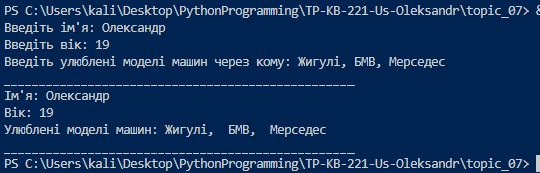 PS C:\Users\kali\Desktop\PythonProgramming\TP-KB-221-Us-Oleksandr\topic_07> &
Введіть ім'я: Олександр
Введіть вік: 19
Введіть улюблені моделі машин через кому: Жигулі, БМВ, Мерседес
__________________________________________________
Ім'я: Олександр
Вік: 19
Улюблені моделі машин: Жигулі,  БМВ,  Мерседес
__________________________________________________
PS C:\Users\kali\Desktop\PythonProgramming\TP-KB-221-Us-Oleksandr\topic_07>